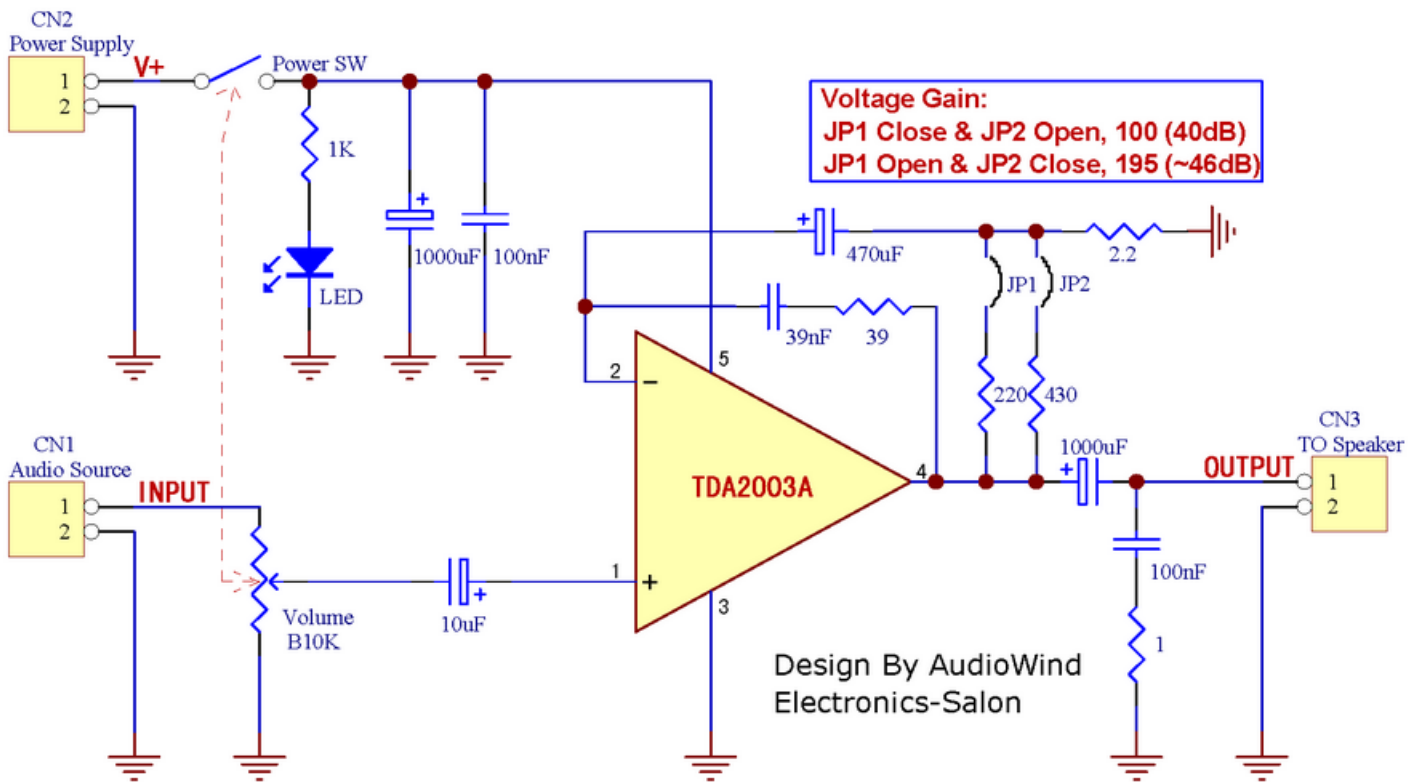 CN2
Power Supply
1
2
V+
Power SW
1K
LED
+
1000uF
100nF
Voltage Gain:
JP1 Close & JP2 Open, 100 (40dB)
JP1 Open & JP2 Close, 195 (~46dB)
+
470uF
2.2
JP1
JP2
39nF
39
220
430
2
5
−
TDA2003A
4
1
+
3
CN1
Audio Source
1
2
INPUT
Volume
B10K
10uF
+
1000uF
+
OUTPUT
CN3
TO Speaker
1
2
100nF
1
Design By AudioWind
Electronics-Salon